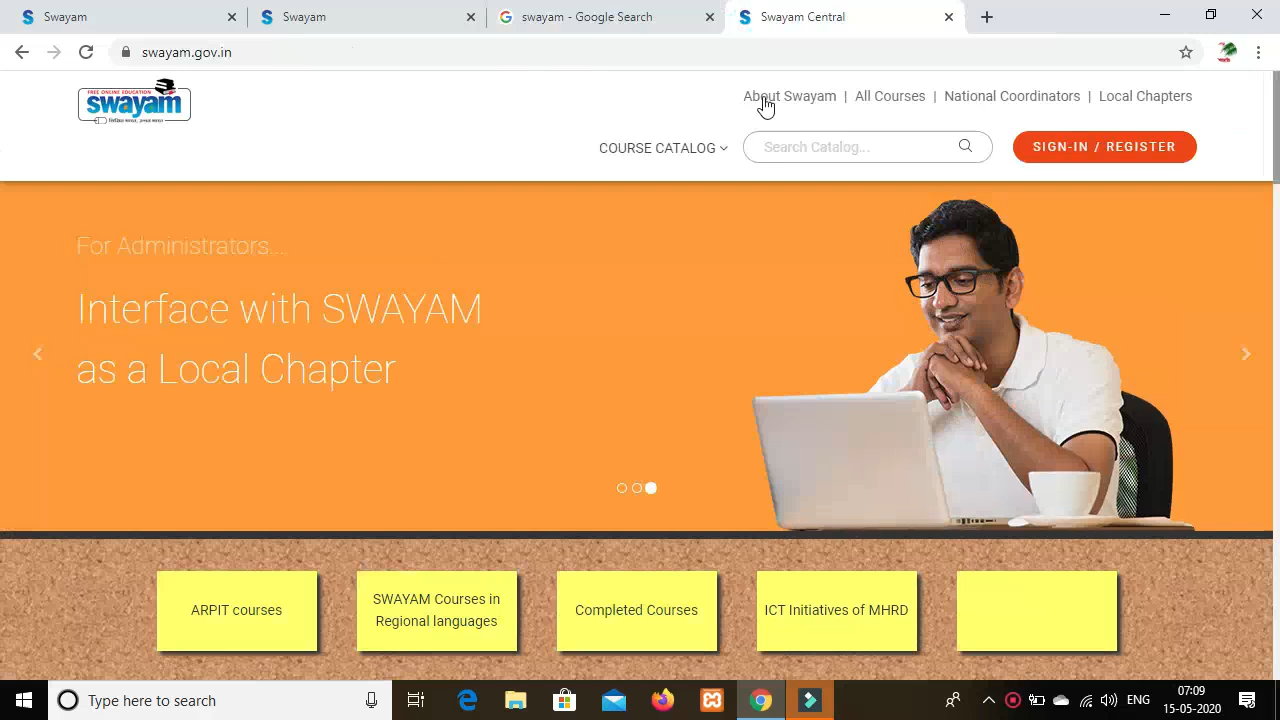 Swayam
Swayam
swayam - Google Search
Swayam Central
swayam.gov.in
FREE ONLINE EDUCATION
swayam
About Swayam | All Courses | National Coordinators | Local Chapters
COURSE CATALOG
Search Catalog...
SIGN-IN / REGISTER
For Administrators...
Interface with SWAYAM
as a Local Chapter
ARPIT courses
SWAYAM Courses in
Regional languages
Completed Courses
ICT Initiatives of MHRD
Type here to search
ENG
07:09
15-05-2020